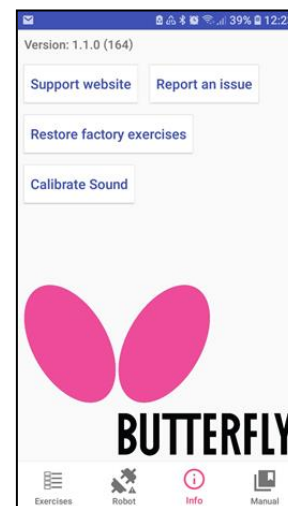 39% 12:2
Version: 1.1.0 (164)
Support website Report an issue
Restore factory exercises
Calibrate Sound
BUTTERFLY
Exercises Robot Info Manual